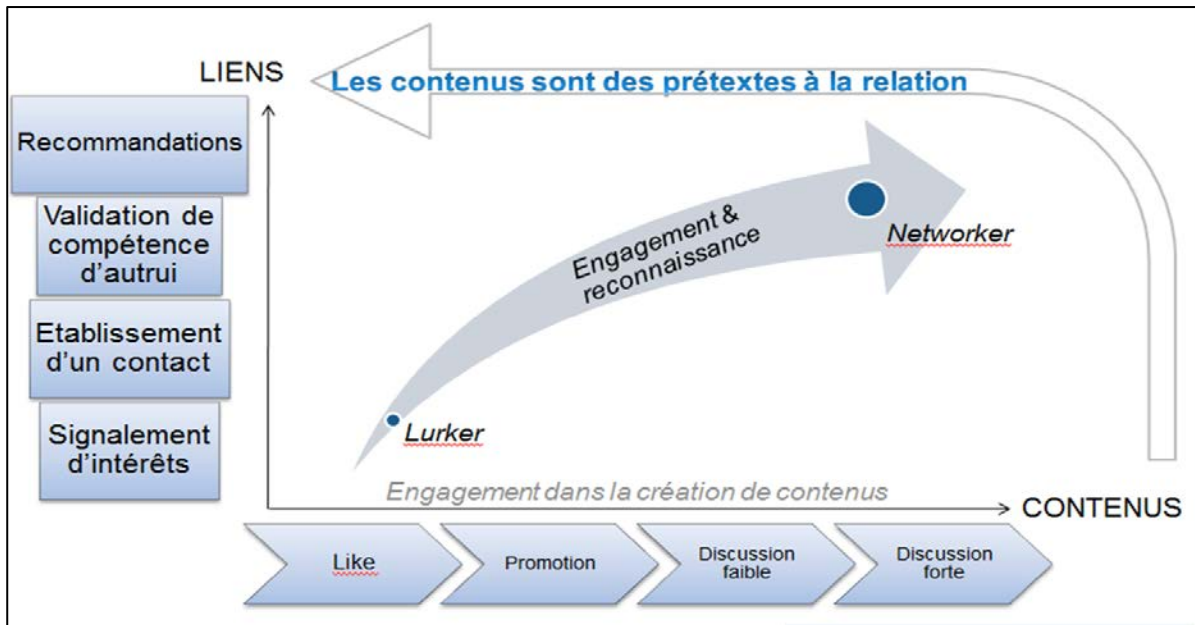 LIENS
Les contenus sont des prétextes à la relation
Recommandations
Validation de
compétence
d'autrui
Etablissement
d'un contact
Signalement
d'intérêts
Engagement &
reconnaissance
Networker
Lurker
Engagement dans la création de contenus
CONTENUS
Like
Promotion
Discussion
faible
Discussion
forte